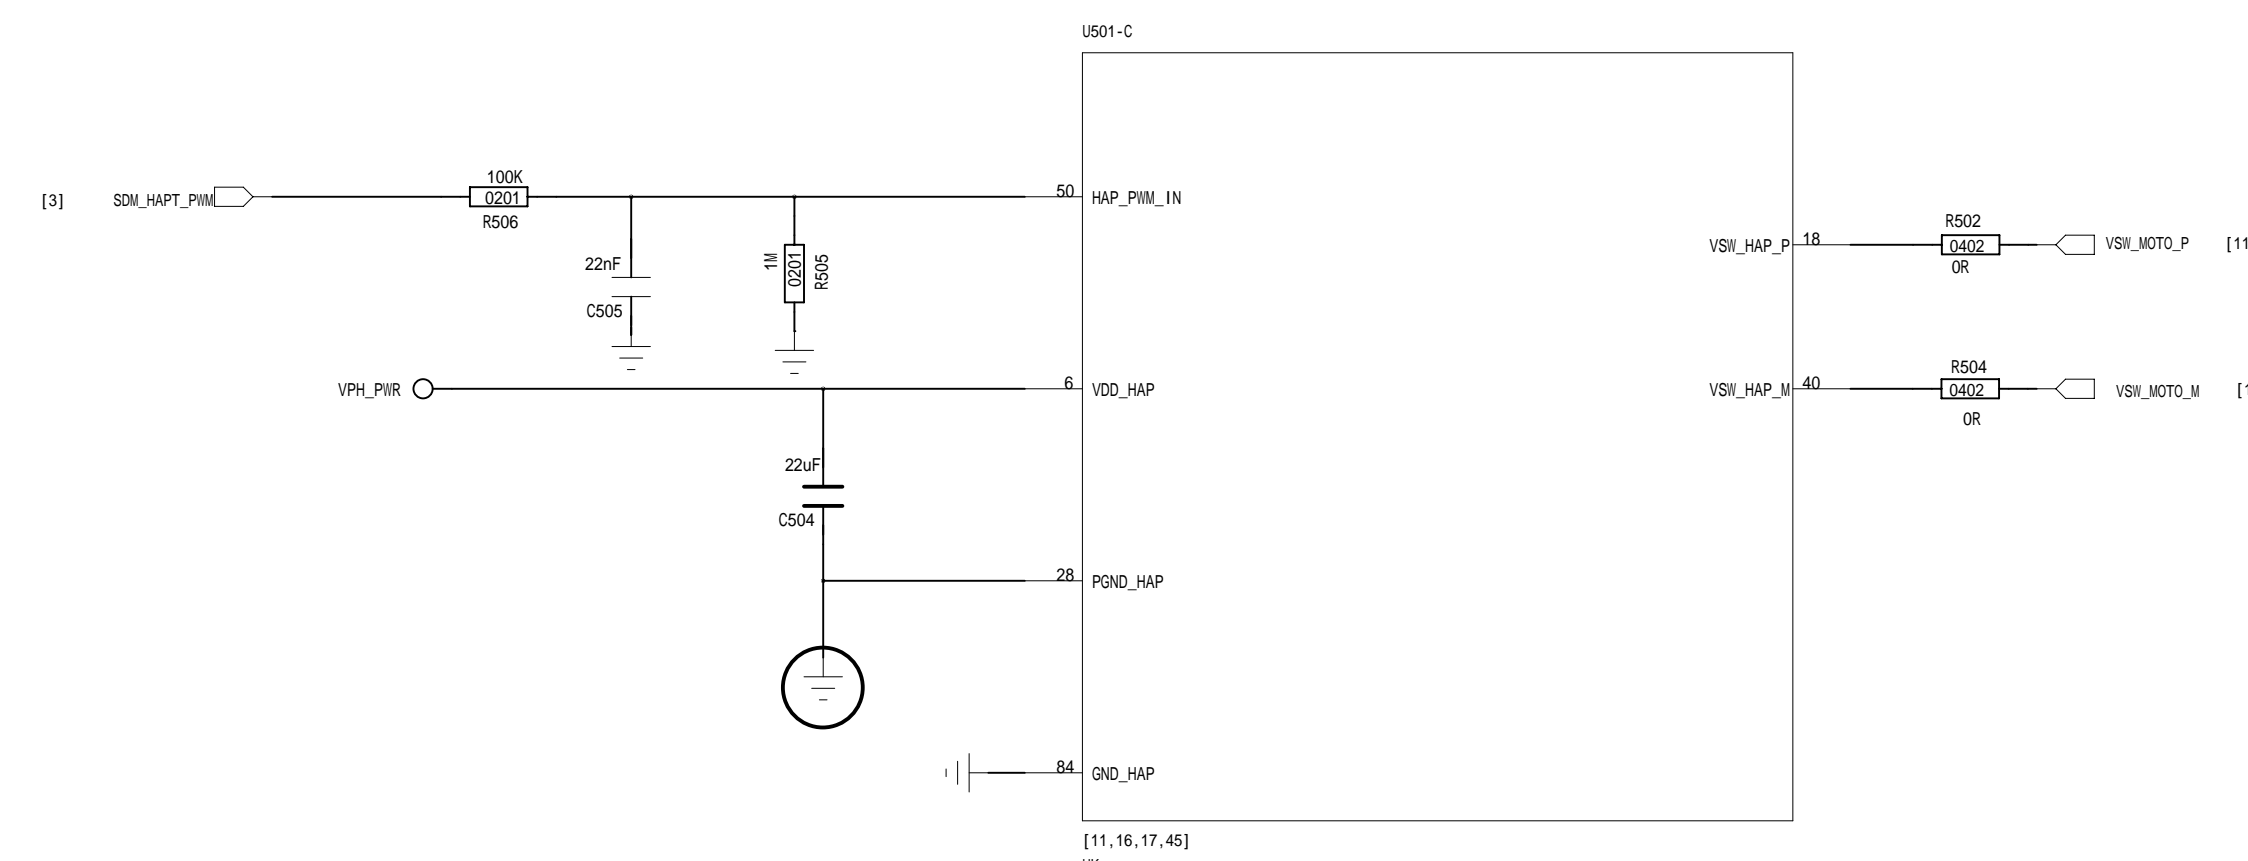 U501-C
100K
[3] SDM_HAPT_PWM 0201 50 HAP_PWM_IN
R506
R502
VSW_HAP_P 18 0402 VSW_MOTO_P [11
0R
22nF 1M 0201 R505
C505
R504
VPH_PWR 6 VDD_HAP VSW_HAP_M 40 0402 VSW_MOTO_M
0R
22uF
C504
28 PGND_HAP
84 GND_HAP
[11,16,17,45]